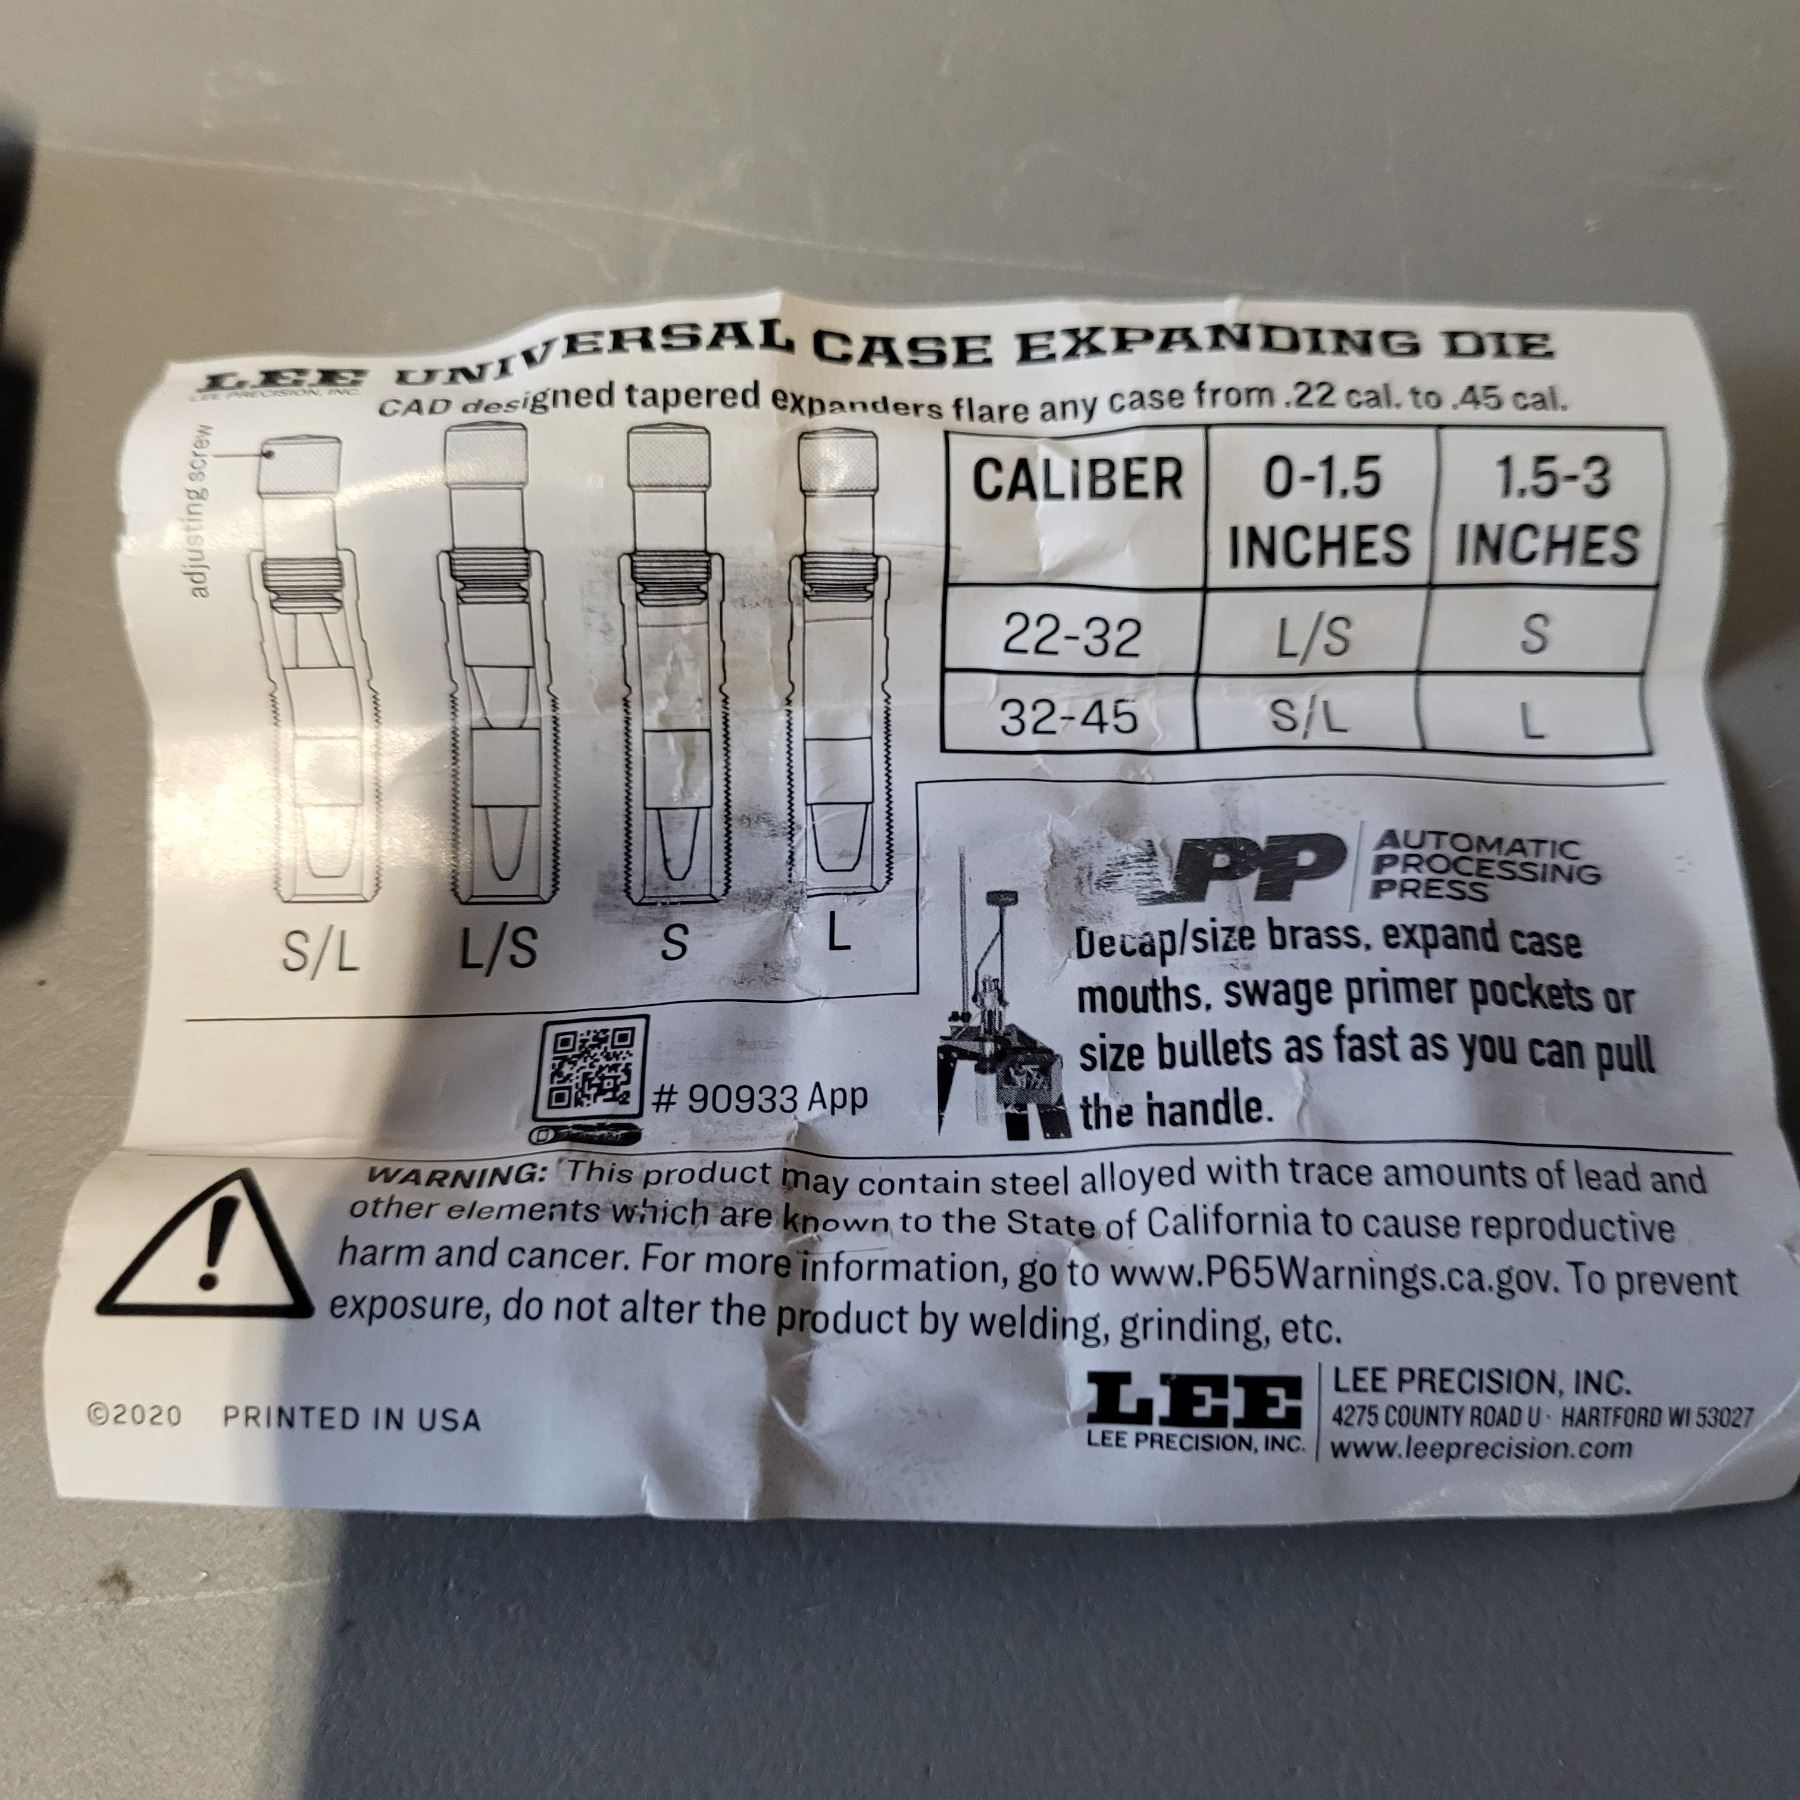 LEE UNIVERSAL CASE EXPANDING DIE
LEE PRECISION, INC.
CAD designed tapered expanders flare any case from .22 cal. to .45 cal.
adjusting screw
S/L L/S S L
CALIBER 0-1.5 INCHES 1.5-3 INCHES
22-32 L/S S
32-45 S/L L
PP AUTOMATIC
PROCESSING
PRESS
Decap/size brass, expand case
mouths, swage primer pockets or
size bullets as fast as you can pull
the handle.
# 90933 App
WARNING: This product may contain steel alloyed with trace amounts of lead and
other elements which are known to the State of California to cause reproductive
harm and cancer. For more information, go to www.P65Warnings.ca.gov. To prevent
exposure, do not alter the product by welding, grinding, etc.
©2020 PRINTED IN USA
LEE
LEE PRECISION, INC.
LEE PRECISION, INC.
4275 COUNTY ROAD U · HARTFORD WI 53027
www.leeprecision.com